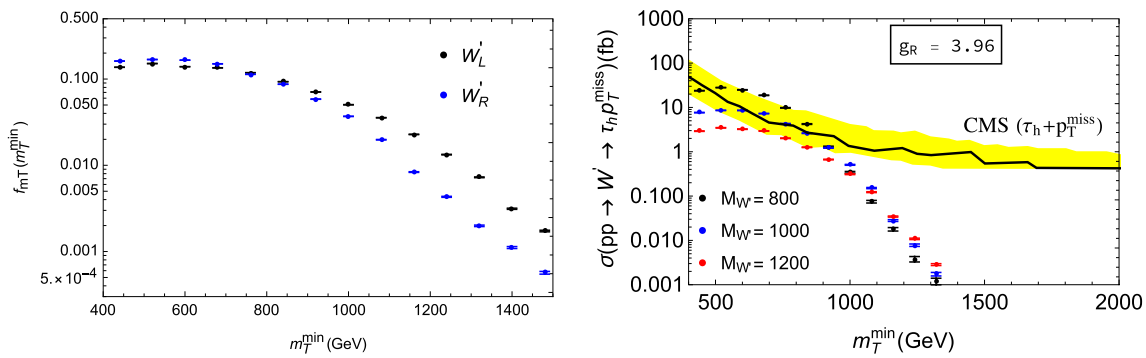 0.500
0.100
0.050
0.010
0.005
0.001
5. × 10⁻⁴
f_mT(m_T^min)
W'_L
W'_R
400 600 800 1000 1200 1400
m_T^min (GeV)
1000
100
10
1
0.100
0.010
0.001
σ(pp → W' → τ_h p_T^miss)(fb)
g_R = 3.96
CMS (τ_h+p_T^miss)
M_W' = 800
M_W' = 1000
M_W' = 1200
500 1000 1500 2000
m_T^min (GeV)